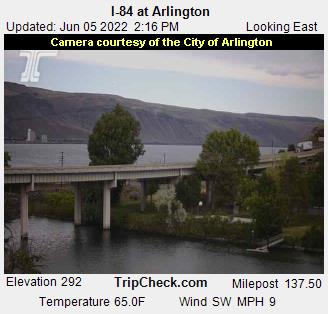 I-84 at Arlington
Updated: Jun 05 2022 2:16 PM Looking East
Camera courtesy of the City of Arlington
Elevation 292 TripCheck.com Milepost 137.50
Temperature 65.0F Wind SW MPH 9